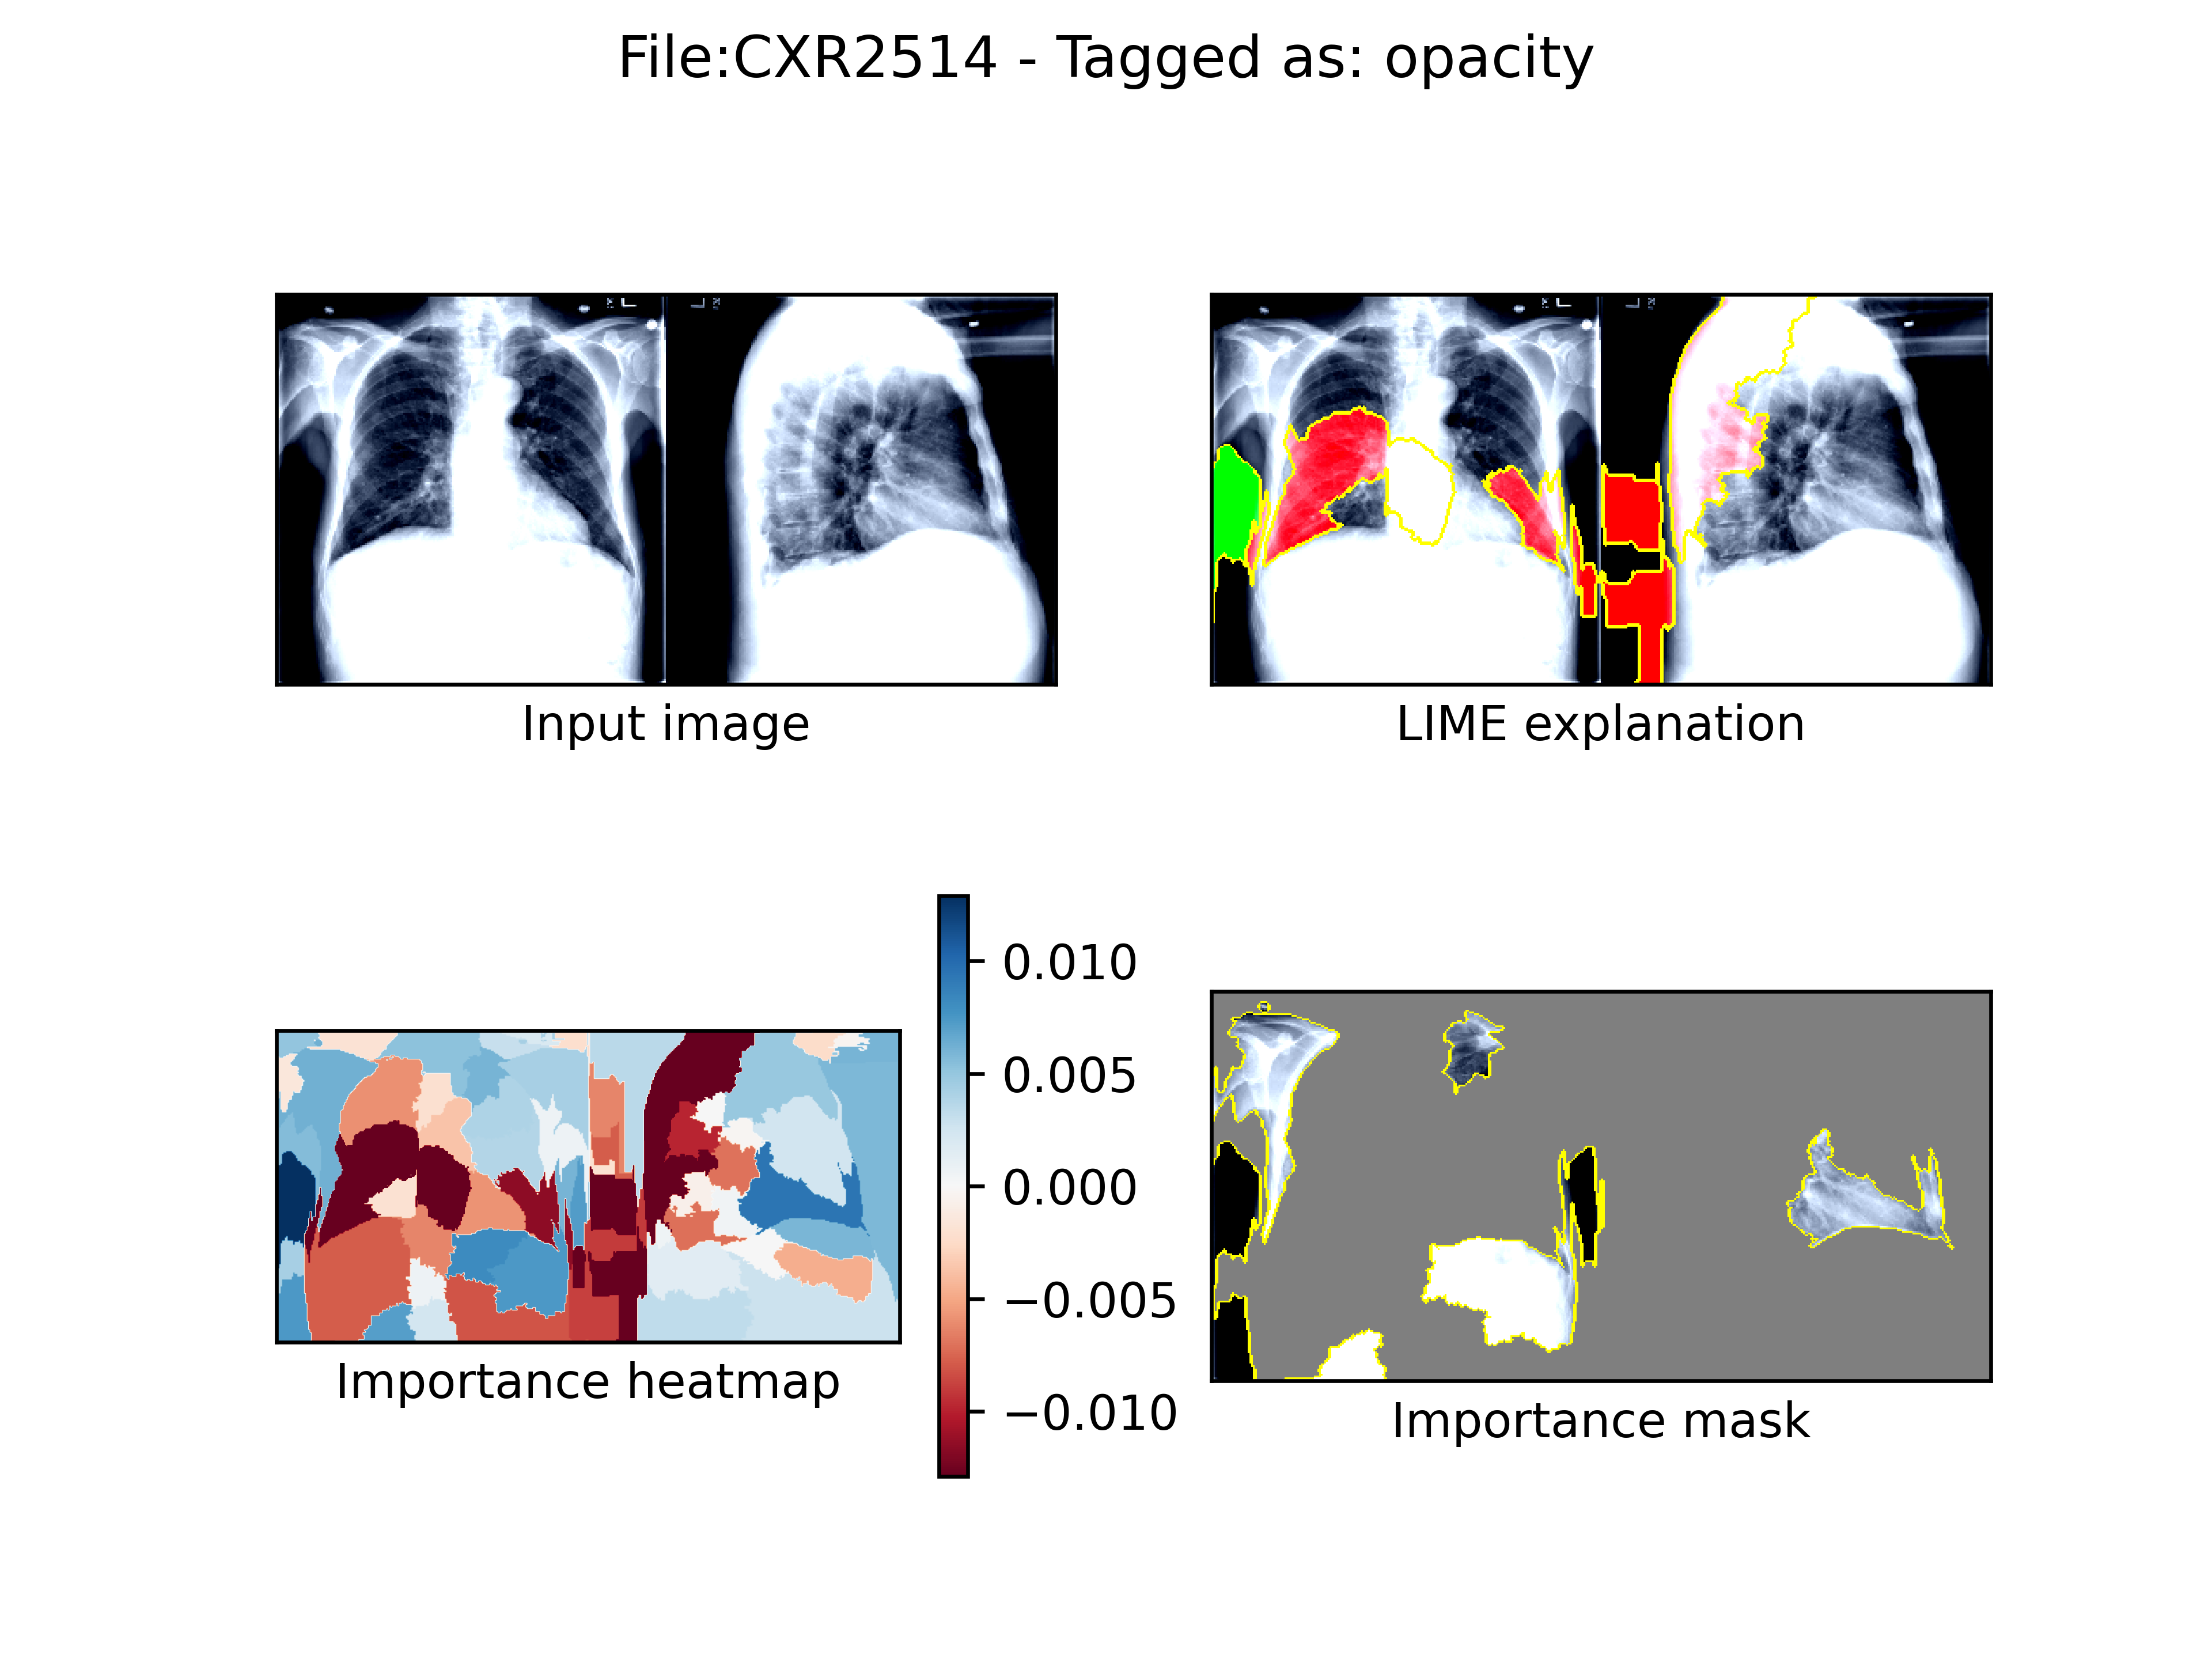 File:CXR2514 - Tagged as: opacity
Input image
LIME explanation
0.010
0.005
0.000
−0.005
−0.010
Importance heatmap
Importance mask